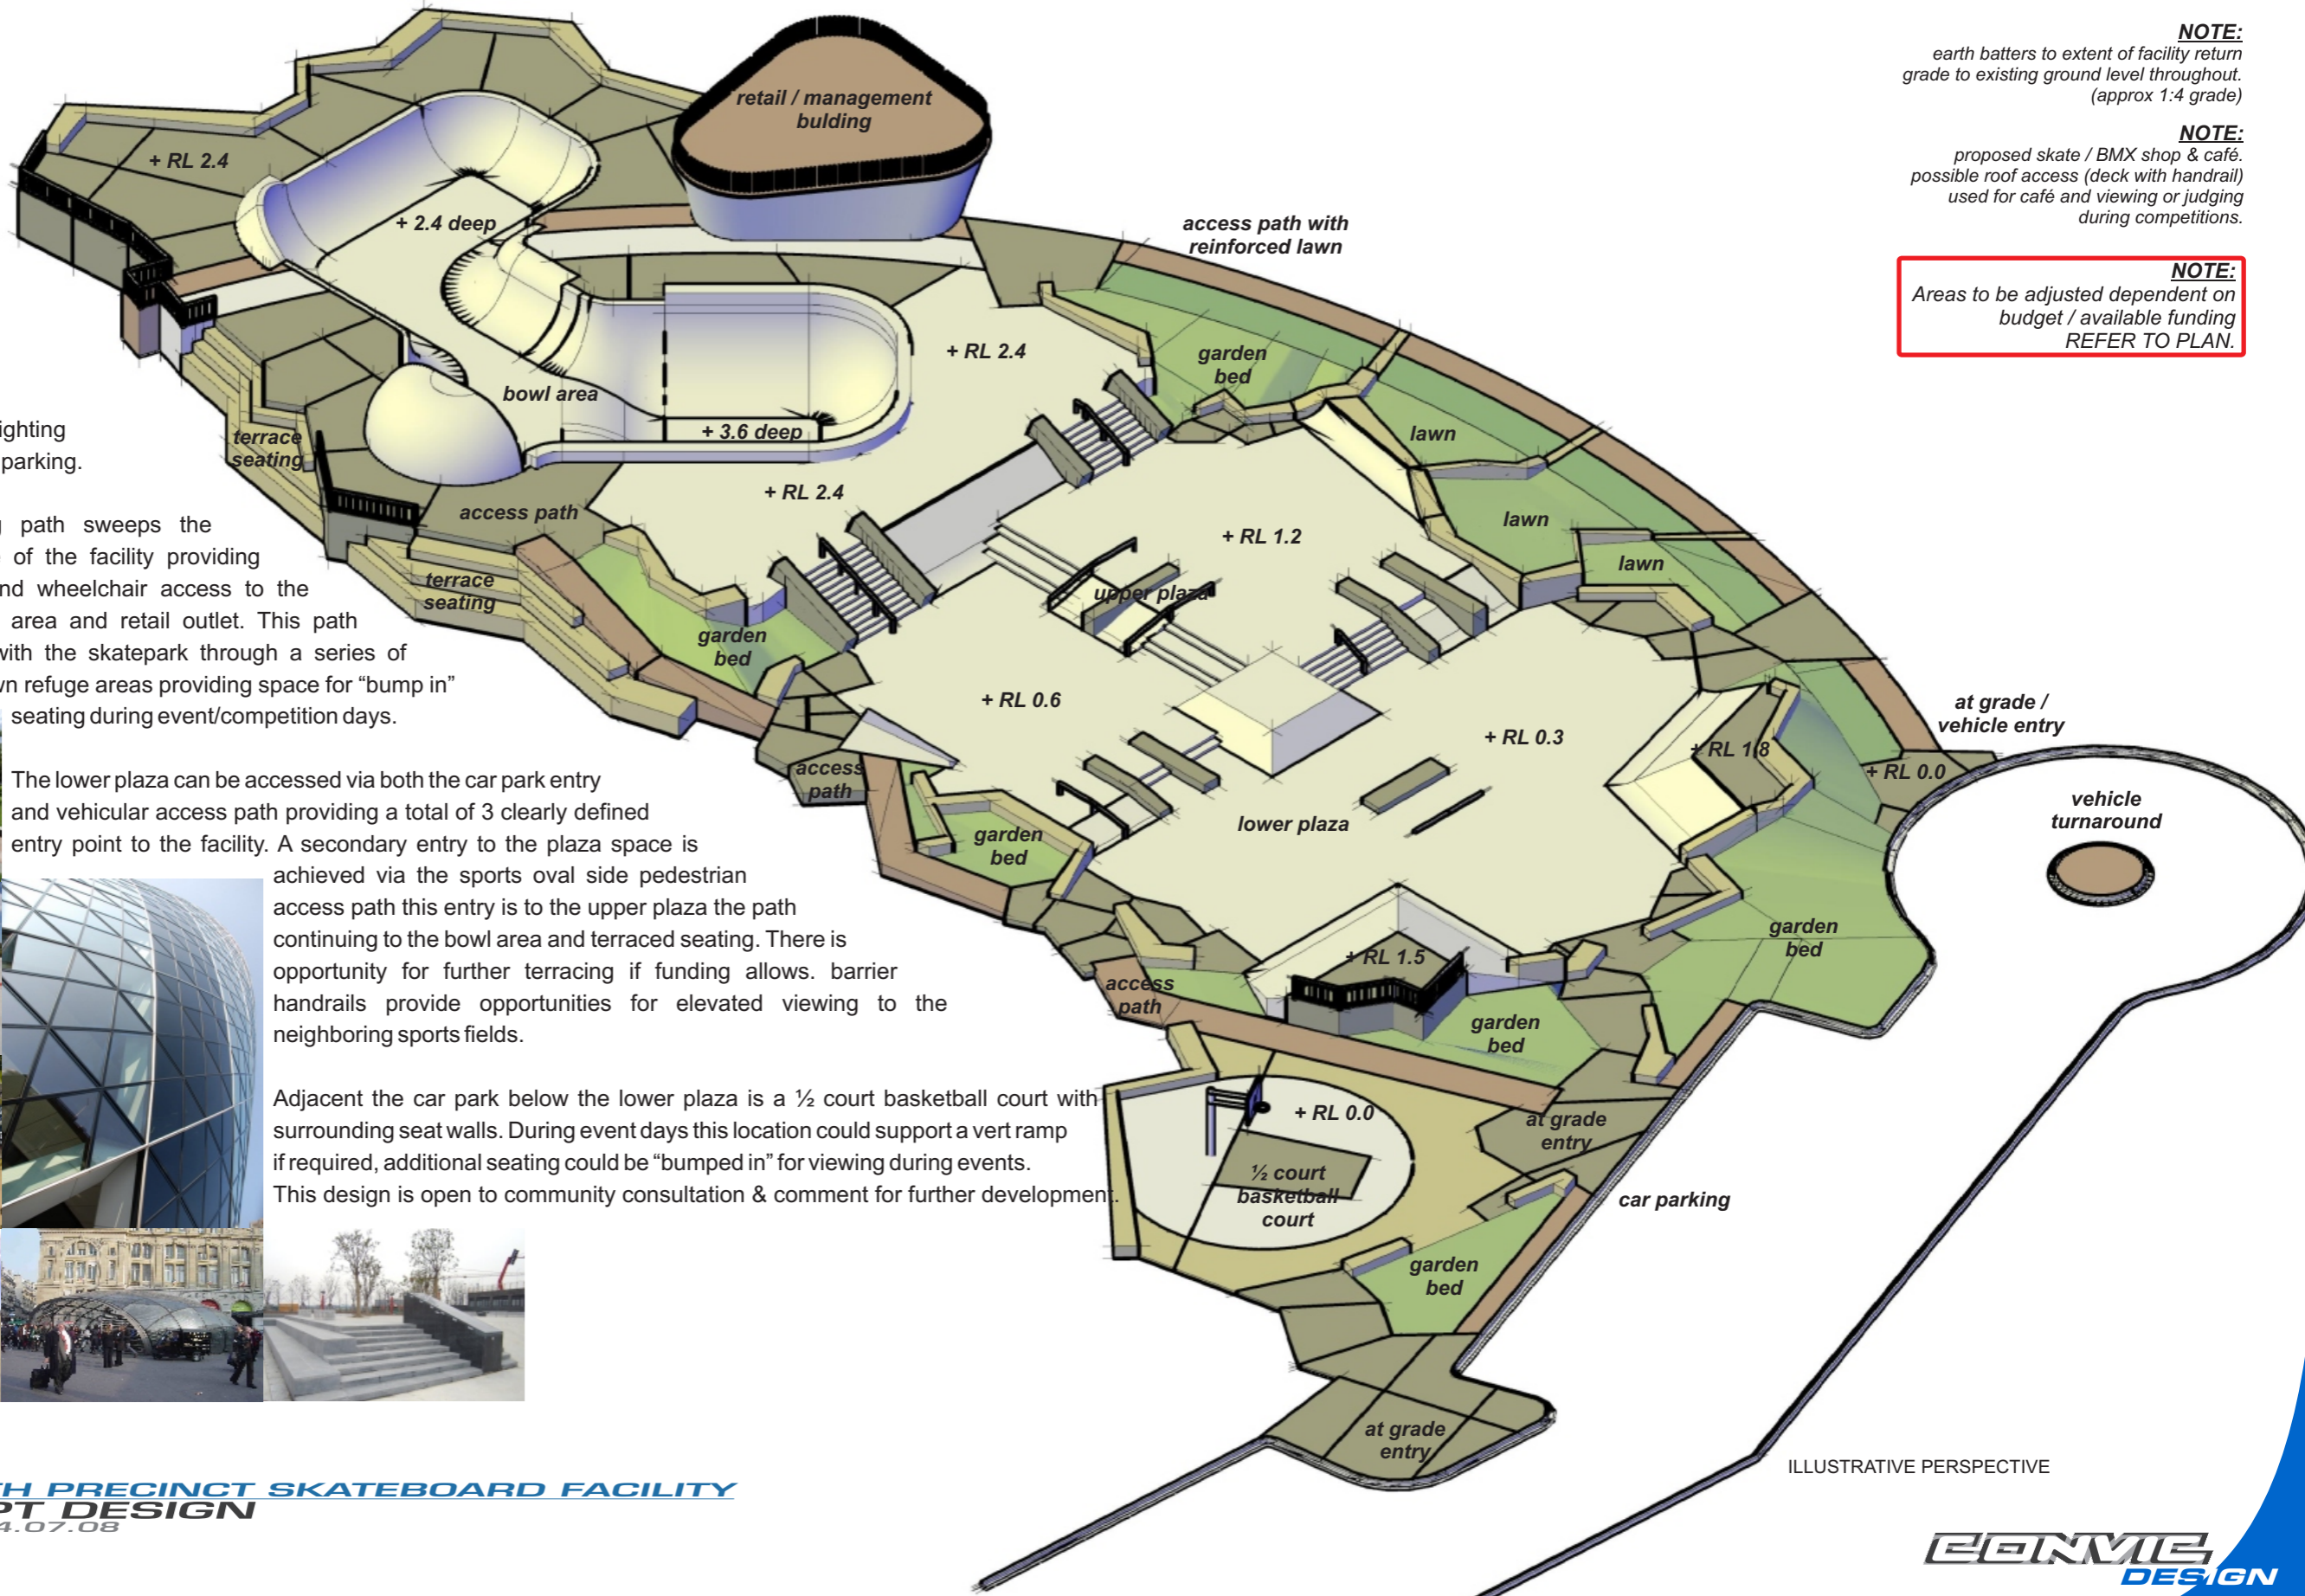 NOTE:
earth batters to extent of facility return
grade to existing ground level throughout.
(approx 1:4 grade)
NOTE:
proposed skate / BMX shop & café.
possible roof access (deck with handrail)
used for café and viewing or judging
during competitions.
NOTE:
Areas to be adjusted dependent on
budget / available funding
REFER TO PLAN.
retail / management
bulding
+ RL 2.4
+ 2.4 deep
access path with
reinforced lawn
+ RL 2.4
garden
bed
bowl area
+ 3.6 deep
lawn
terrace
seating
+ RL 2.4
access path
lawn
+ RL 1.2
lawn
terrace
seating
upper plaza
garden
bed
+ RL 0.6
at grade /
vehicle entry
+ RL 0.3
+ RL 1.8
+ RL 0.0
access
path
vehicle
turnaround
lower plaza
garden
bed
garden
bed
+ RL 1.5
access
path
garden
bed
+ RL 0.0
at grade
entry
½ court
basketball
court
car parking
garden
bed
at grade
entry
ighting
parking.
path sweeps the
of the facility providing
nd wheelchair access to the
area and retail outlet. This path
with the skatepark through a series of
wn refuge areas providing space for “bump in”
seating during event/competition days.
The lower plaza can be accessed via both the car park entry
and vehicular access path providing a total of 3 clearly defined
entry point to the facility. A secondary entry to the plaza space is
achieved via the sports oval side pedestrian
access path this entry is to the upper plaza the path
continuing to the bowl area and terraced seating. There is
opportunity for further terracing if funding allows. barrier
handrails provide opportunities for elevated viewing to the
neighboring sports fields.
Adjacent the car park below the lower plaza is a ½ court basketball court with
surrounding seat walls. During event days this location could support a vert ramp
if required, additional seating could be “bumped in” for viewing during events.
This design is open to community consultation & comment for further development.
ILLUSTRATIVE PERSPECTIVE
TH PRECINCT SKATEBOARD FACILITY
PT DESIGN
4.07.08
CONVIC
DESIGN